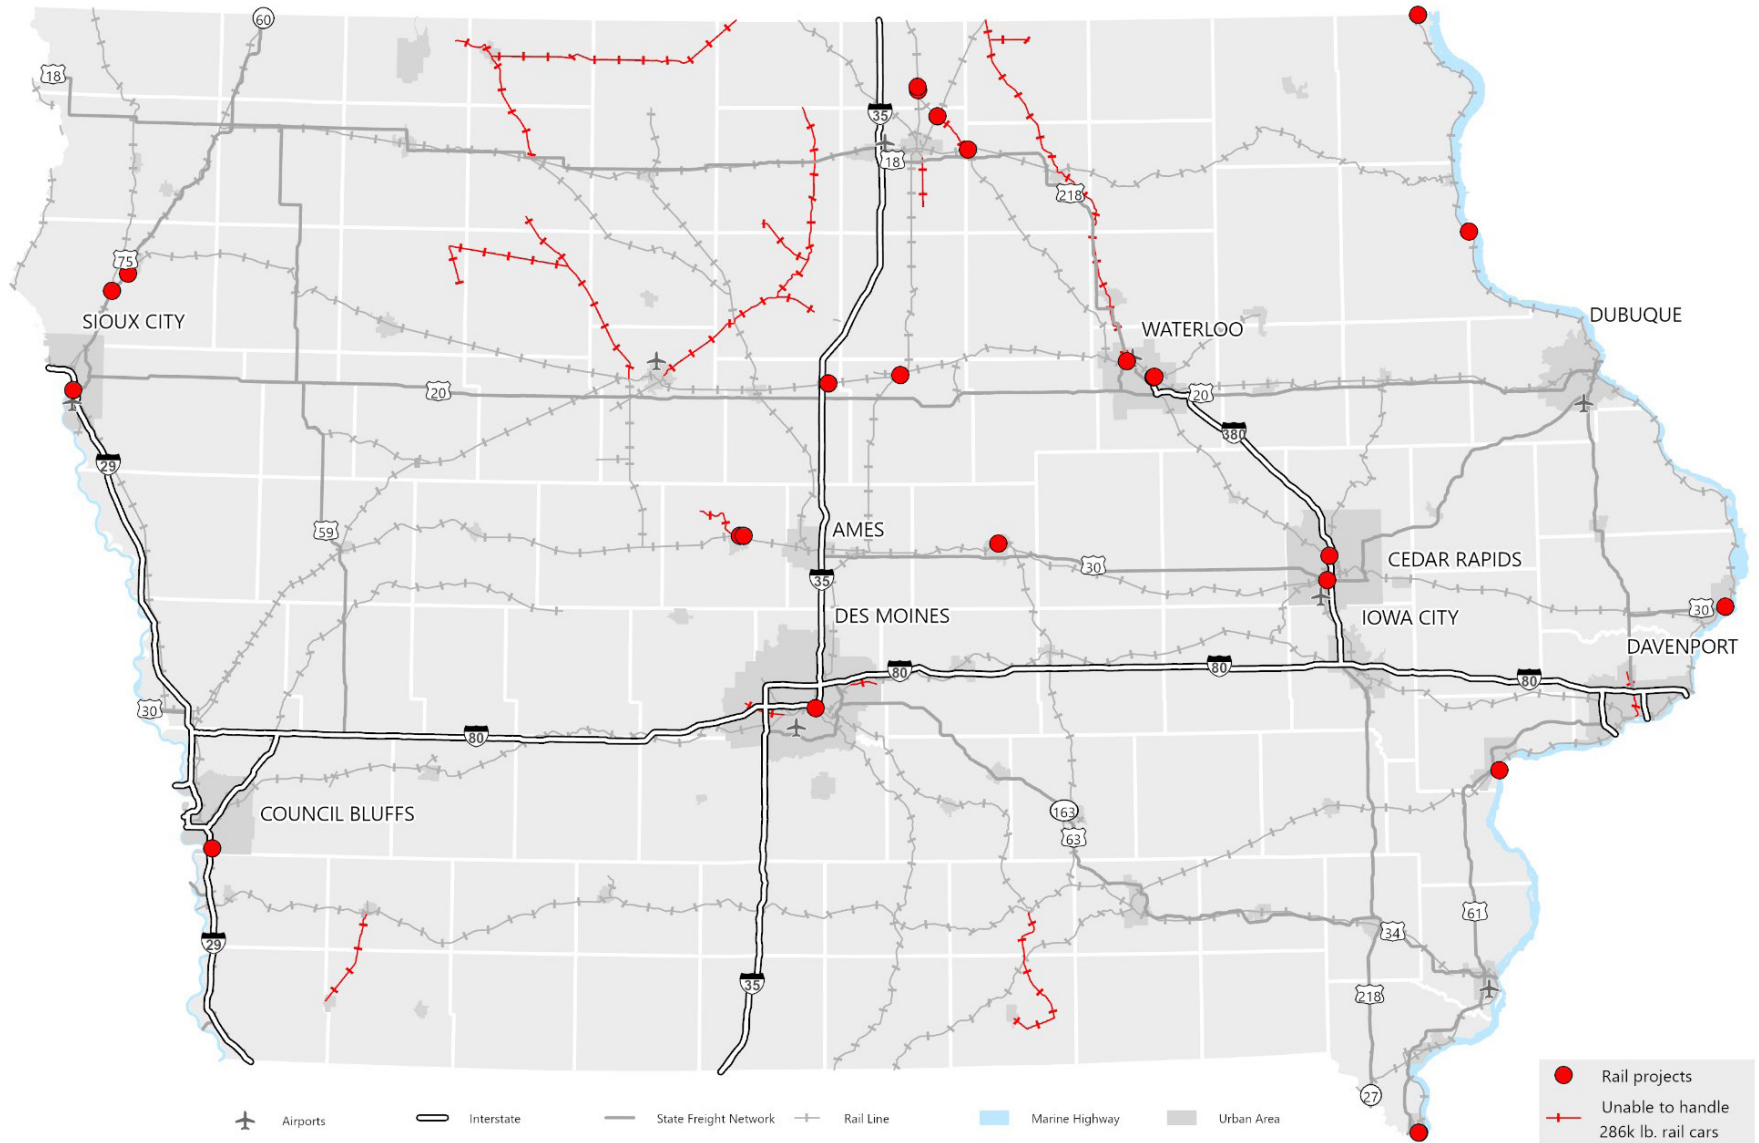 60
18
35
18
218
75
SIOUX CITY
WATERLOO
DUBUQUE
20
20
380
29
59
AMES
30
CEDAR RAPIDS
35
DES MOINES
IOWA CITY
30
DAVENPORT
80
80
80
30
80
COUNCIL BLUFFS
163
63
61
34
29
35
218
27
Airports
Interstate
State Freight Network
Rail Line
Marine Highway
Urban Area
Rail projects
Unable to handle
286k lb. rail cars